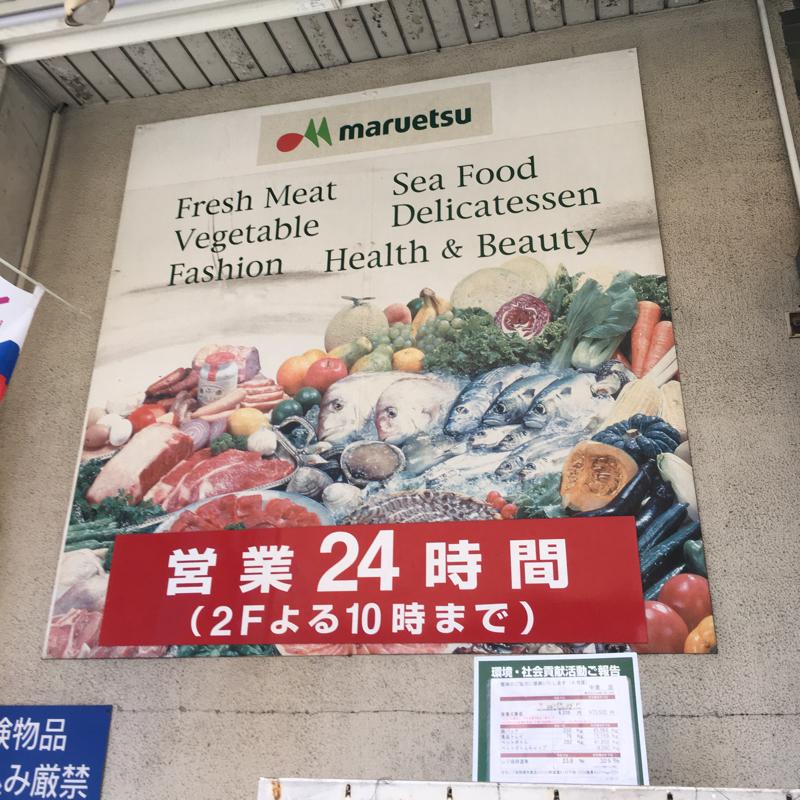 maruetsu
Fresh Meat
Sea Food
Vegetable
Delicatessen
Fashion
Health & Beauty
営業24時間
(2Fよる10時まで)
環境・社会貢献活動ご報告
険物品
み厳禁